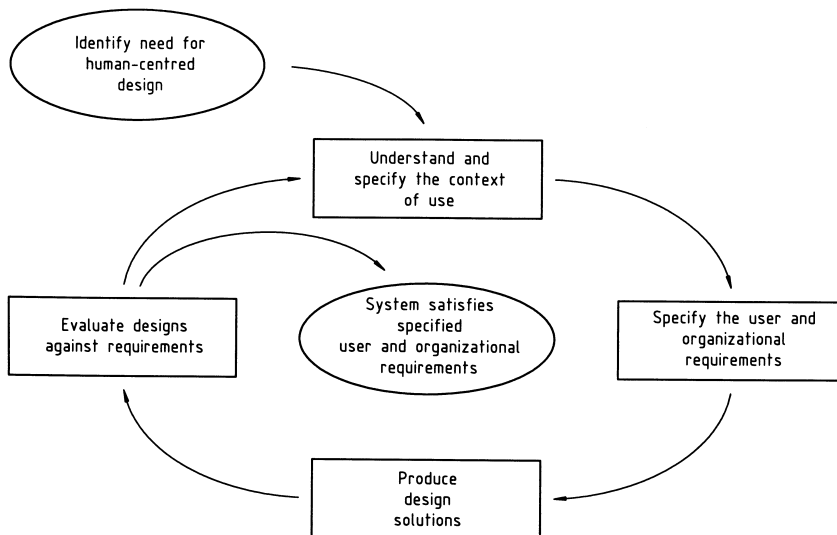 Identify need for
human-centred
design
Understand and
specify the context
of use
System satisfies
specified
user and organizational
requirements
Evaluate designs
against requirements
Specify the user and
organizational
requirements
Produce
design
solutions